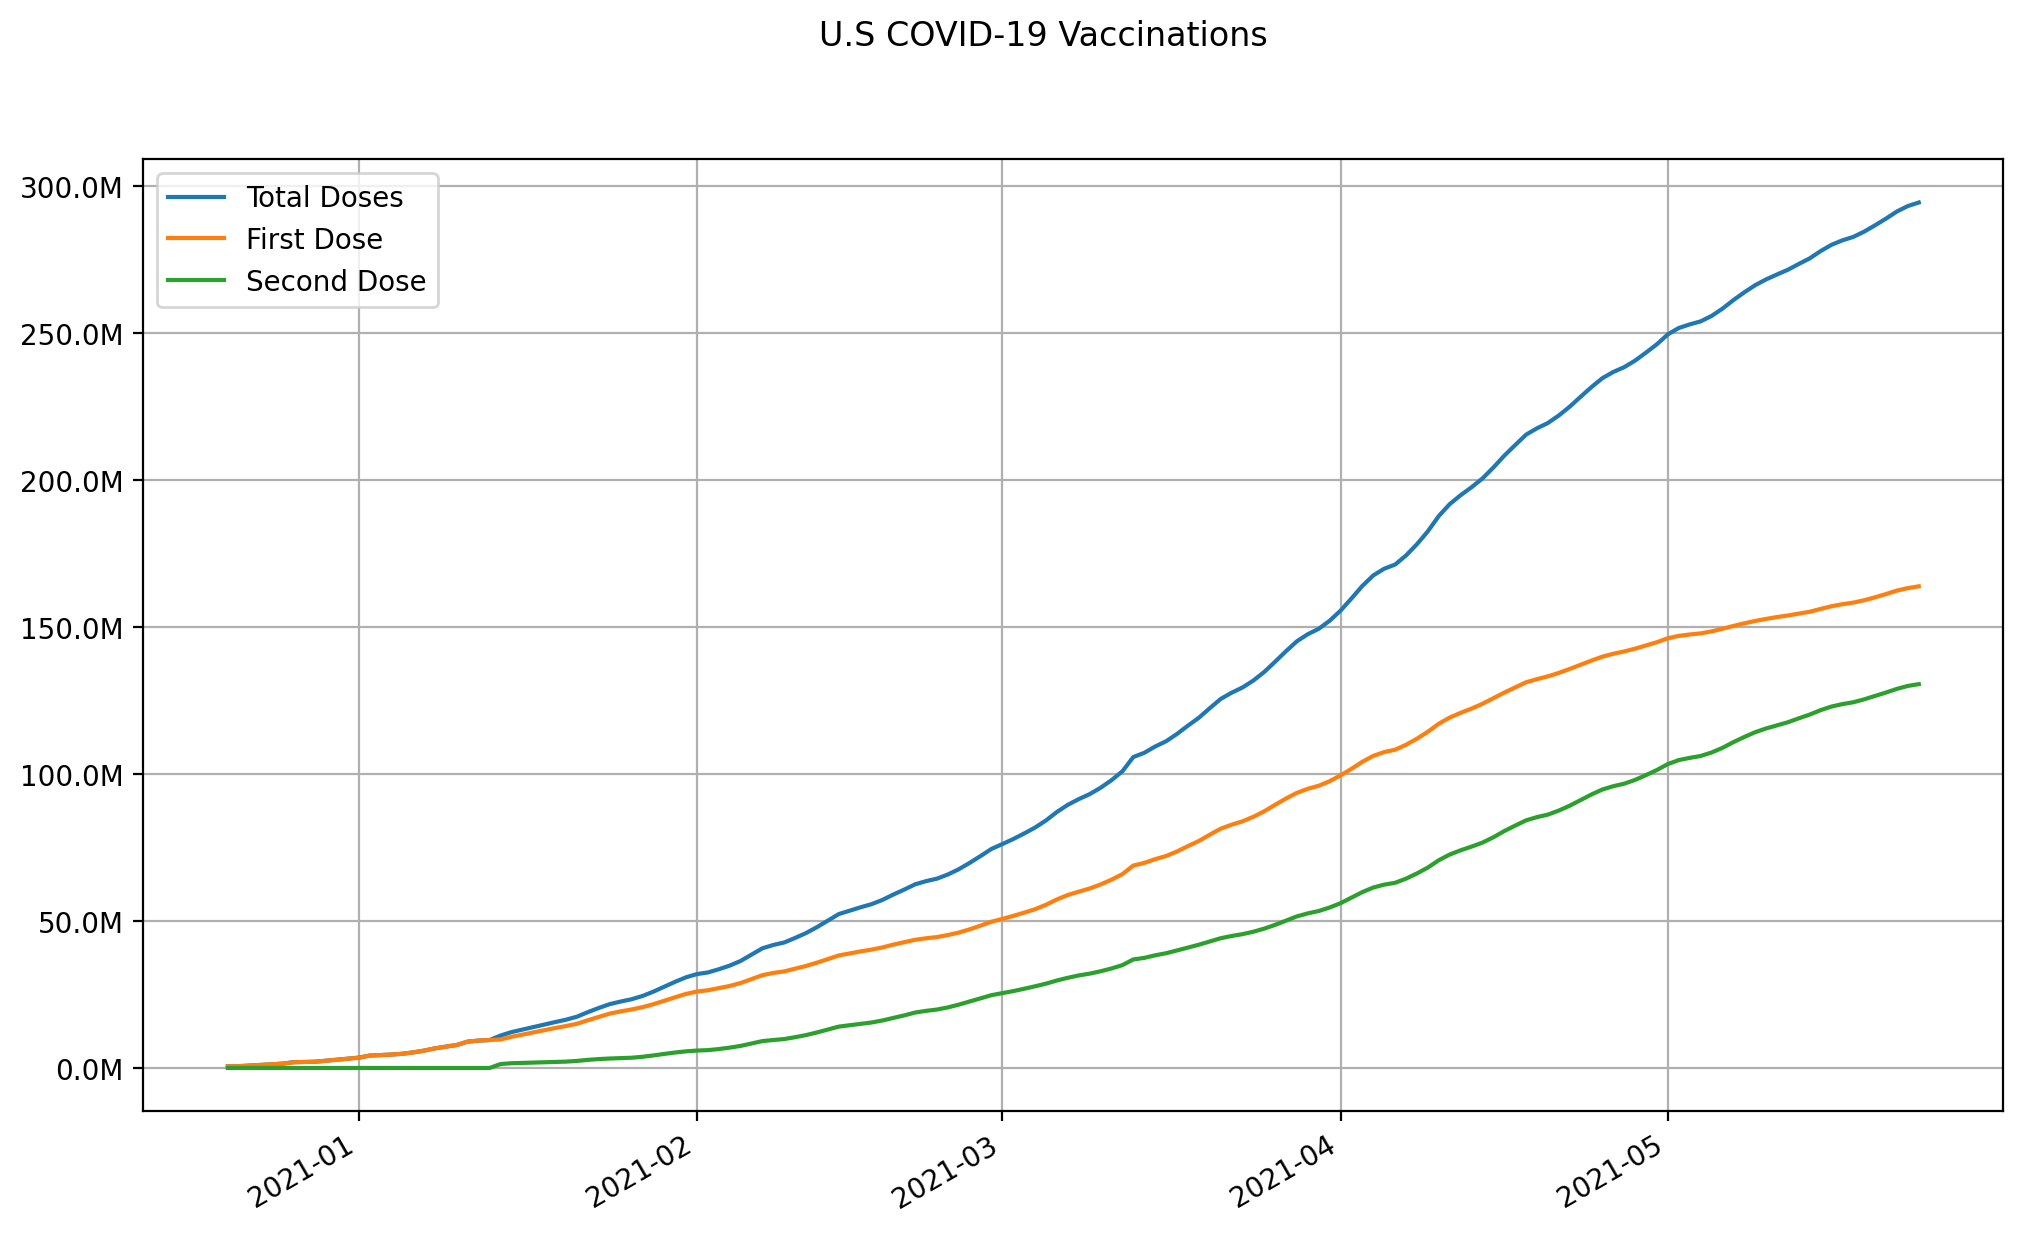 U.S COVID-19 Vaccinations
300.0M
250.0M
200.0M
150.0M
100.0M
50.0M
0.0M
Total Doses
First Dose
Second Dose
2021-01
2021-02
2021-03
2021-04
2021-05